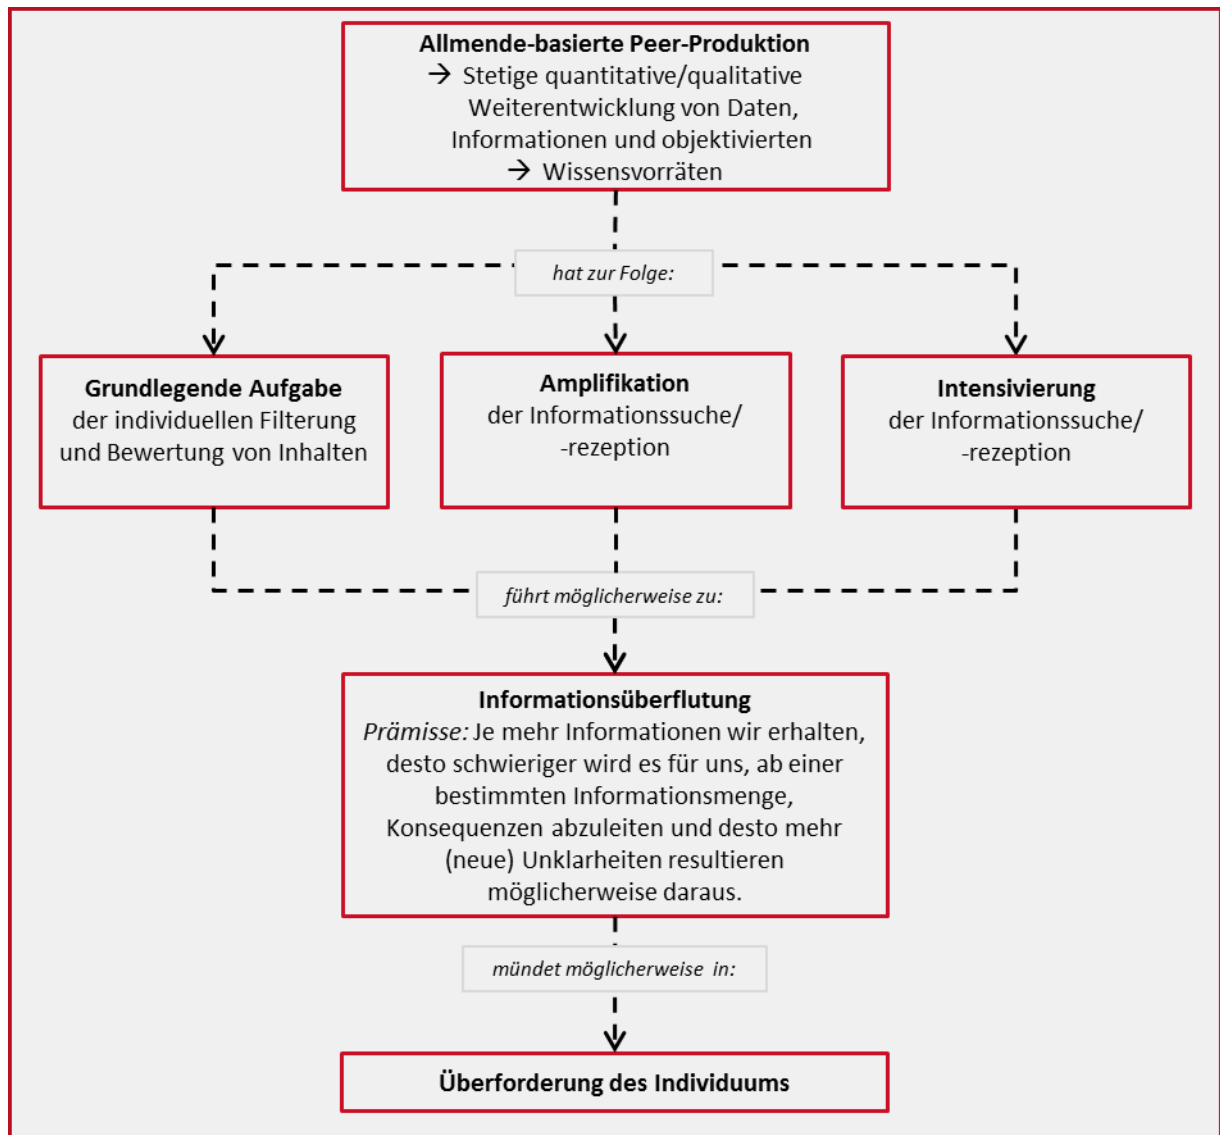 Allmende-basierte Peer-Produktion
→ Stetige quantitative/qualitative
Weiterentwicklung von Daten,
Informationen und objektivierten
→ Wissensvorräten
hat zur Folge:
Grundlegende Aufgabe
der individuellen Filterung
und Bewertung von Inhalten
Amplifikation
der Informationssuche/
-rezeption
Intensivierung
der Informationssuche/
-rezeption
führt möglicherweise zu:
Informationsüberflutung
Prämisse: Je mehr Informationen wir erhalten,
desto schwieriger wird es für uns, ab einer
bestimmten Informationsmenge,
Konsequenzen abzuleiten und desto mehr
(neue) Unklarheiten resultieren
möglicherweise daraus.
mündet möglicherweise in:
Überforderung des Individuums